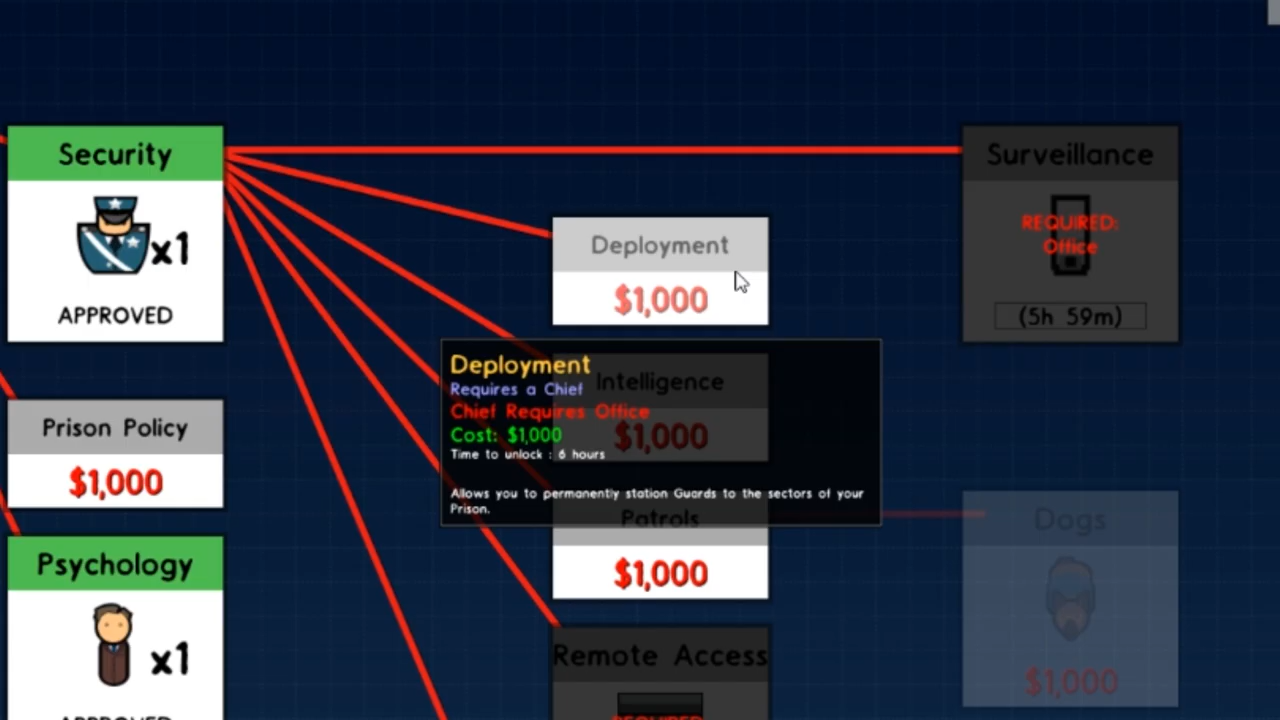 Security
x1
APPROVED
Deployment
$1,000
Surveillance
REQUIRED:
Office
(5h 59m)
Deployment
Requires a Chief
Chief Requires Office
Cost: $1,000
Time to unlock : 6 hours
Allows you to permanently station Guards to the sectors of your
Prison.
Intelligence
$1,000
Prison Policy
$1,000
Patrols
$1,000
Dogs
$1,000
Psychology
x1
APPROVED
Remote Access
REQUIRED